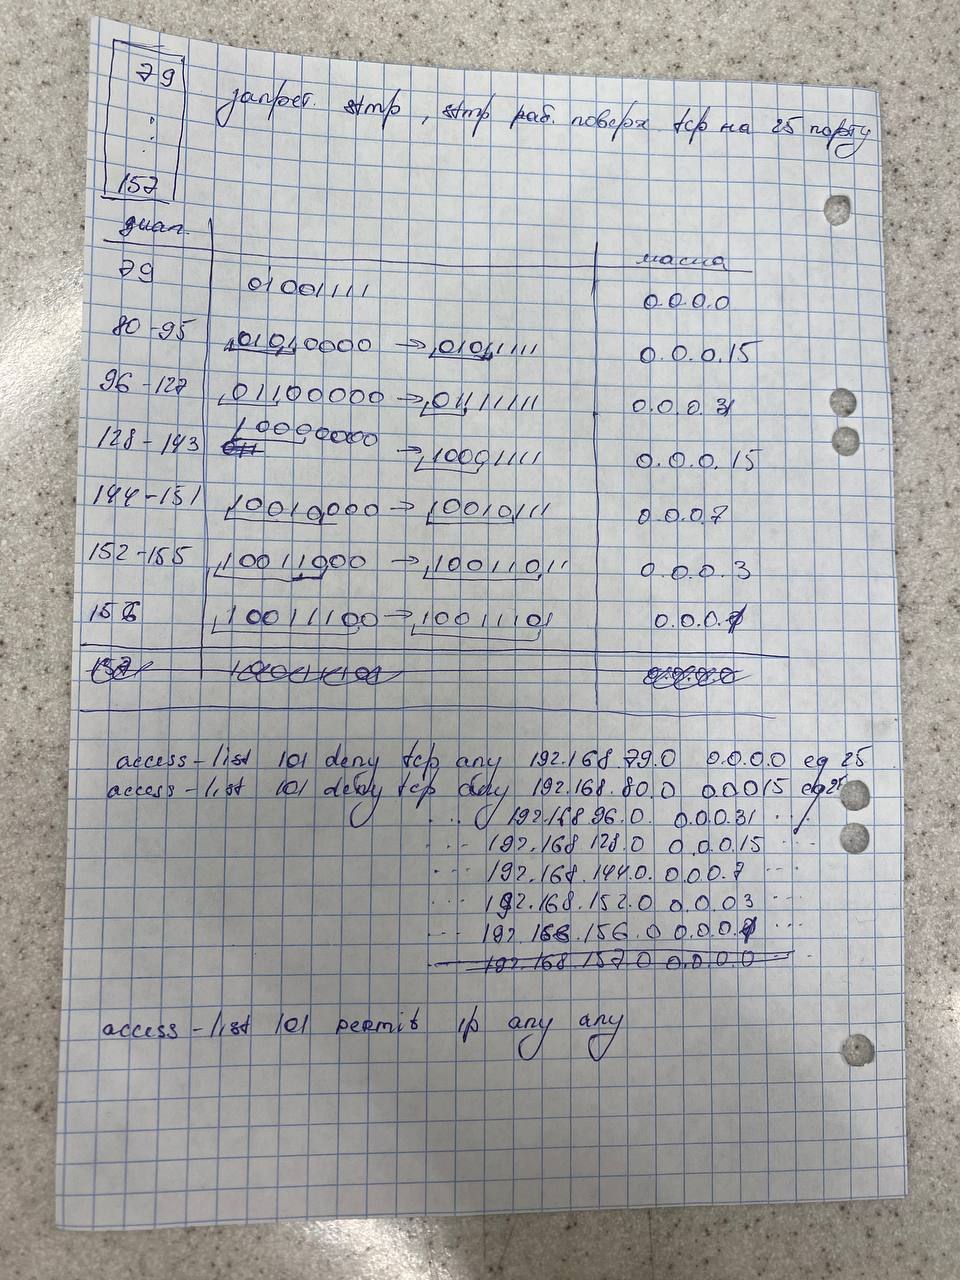 79
:
:
157
запрет. stmp, stmp раб. поверх tcp на 25 порту
диап. маска
79 01001111 0.0.0.0
80-95 01010000 → 01011111 0.0.0.15
96-127 01100000 → 01111111 0.0.0.31
128-143 10000000 → 10001111 0.0.0.15
144-151 10010000 → 10010111 0.0.0.7
152-155 10011000 → 10011011 0.0.0.3
156 10011100 → 10011101 0.0.0.1
157 10011101 0.0.0.0
access-list 101 deny tcp any 192.168.79.0 0.0.0.0 eq 25
access-list 101 deny tcp any 192.168.80.0 0.0.0.15 eq 25
... 192.168.96.0. 0.0.0.31 ...
... 192.168.128.0 0.0.0.15 ...
... 192.168.144.0. 0.0.0.7 ...
... 192.168.152.0 0.0.0.3 ...
... 192.168.156.0 0.0.0.1 ...
192.168.157.0 0.0.0.0
access-list 101 permit ip any any